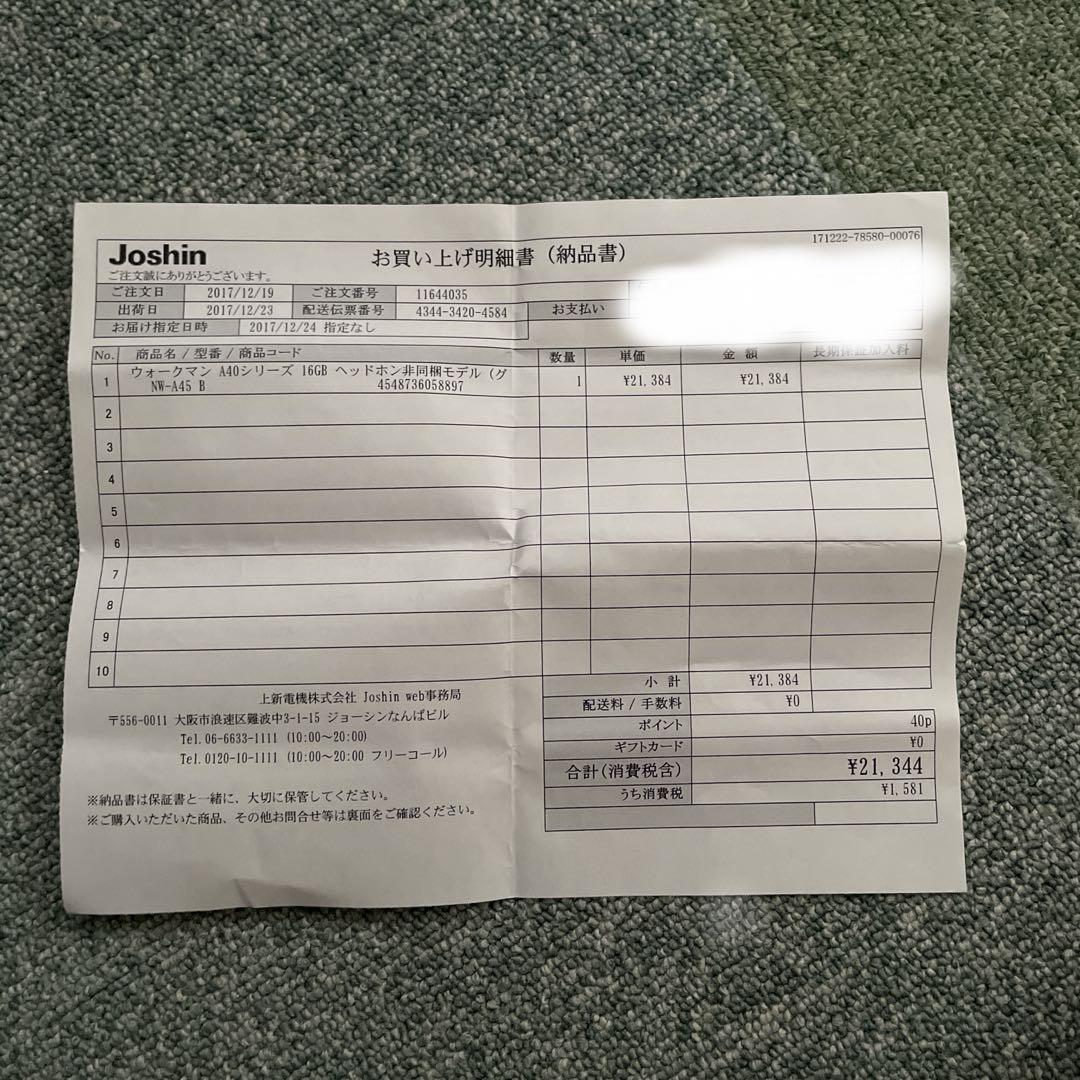 171222-78580-00076
Joshin
お買い上げ明細書（納品書）
ご注文誠にありがとうございます。
ご注文日 2017/12/19 ご注文番号 11644035
出荷日 2017/12/23 配送伝票番号 4344-3420-4584 お支払い
お届け指定日時 2017/12/24 指定なし
No. 商品名 / 型番 / 商品コード 数量 単価 金額 長期保証加入料
1 ウォークマン A40シリーズ 16GB ヘッドホン非同梱モデル（グ 1 ¥21,384 ¥21,384
NW-A45 B 4548736058897
2
3
4
5
6
7
8
9
10
小計 ¥21,384
配送料 / 手数料 ¥0
ポイント 40p
ギフトカード ¥0
合計(消費税含) ¥21,344
うち消費税 ¥1,581
上新電機株式会社 Joshin web事務局
〒556-0011 大阪市浪速区難波中3-1-15 ジョーシンなんばビル
Tel.06-6633-1111 (10:00〜20:00)
Tel.0120-10-1111 (10:00〜20:00 フリーコール)
※納品書は保証書と一緒に、大切に保管してください。
※ご購入いただいた商品、その他お問合せ等は裏面をご確認ください。